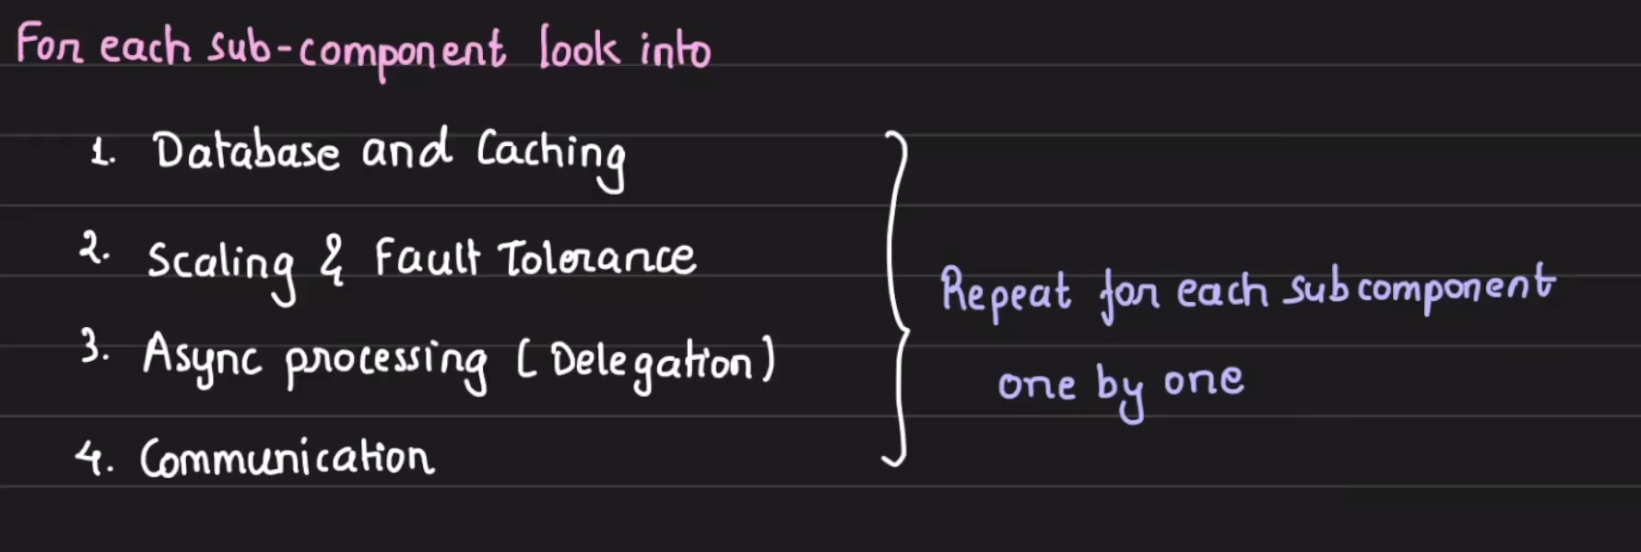 For each sub-component look into
1. Database and Caching
2. Scaling & Fault Tolerance
3. Async processing (Delegation)
4. Communication
Repeat for each subcomponent
one by one